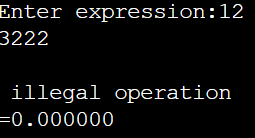 Enter expression:12
3222
illegal operation
=0.000000